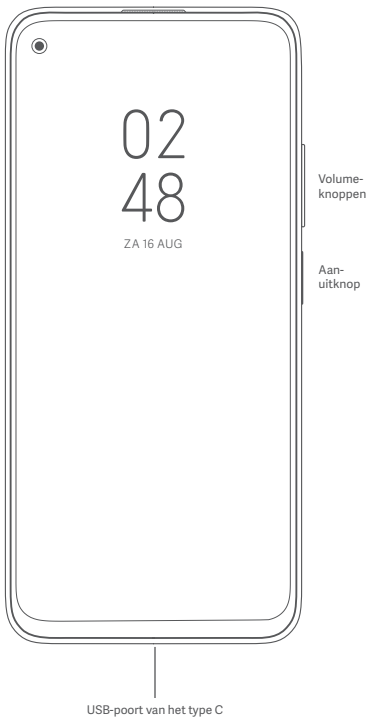 02
48
ZA 16 AUG
Volume-
knoppen
Aan-
uitknop
USB-poort van het type C